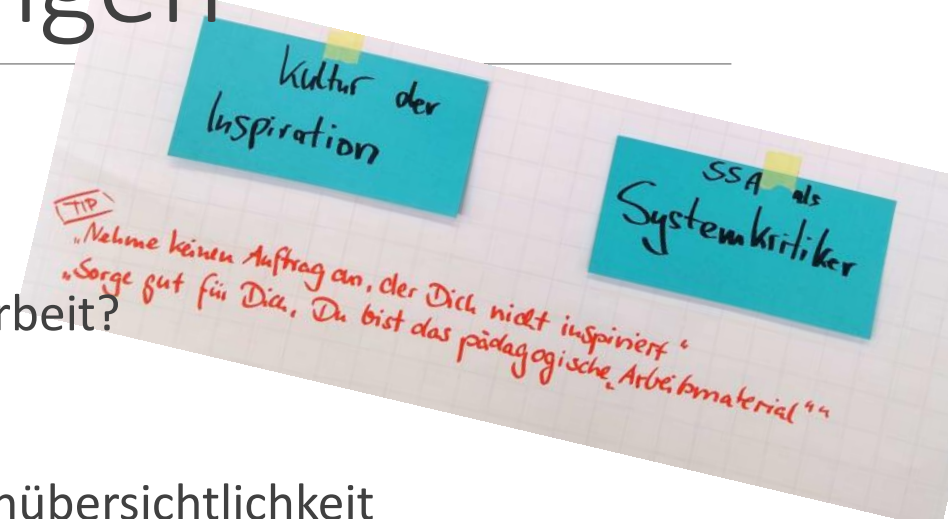 Kultur der
Inspiration
SSA als
Systemkritiker
TIP
„Nehme keinen Auftrag an, der Dich nicht inspiriert“
„Sorge gut für Dich, Du bist das pädagogische Arbeitsmaterial““
rbeit?
nübersichtlichkeit